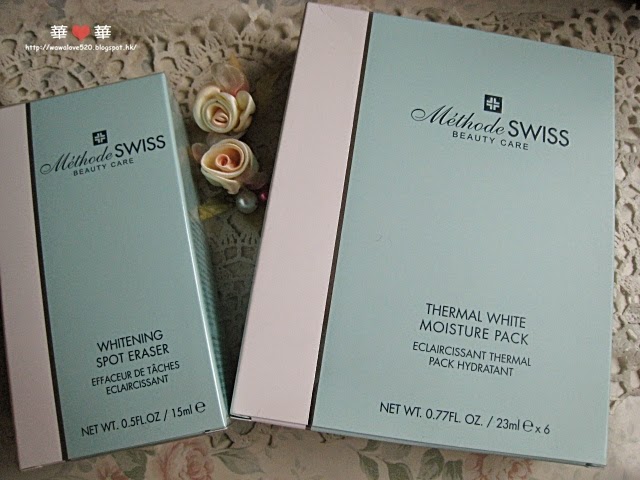 華❤華
http://wawalove520.blogspot.hk/
Méthode SWISS
BEAUTY CARE
WHITENING
SPOT ERASER
EFFACEUR DE TÂCHES
ECLAIRCISSANT
NET WT. 0.5FL.OZ / 15ml ℮
Méthode SWISS
BEAUTY CARE
THERMAL WHITE
MOISTURE PACK
ECLAIRCISSANT THERMAL
PACK HYDRATANT
NET WT. 0.77FL. OZ. / 23ml ℮ x 6